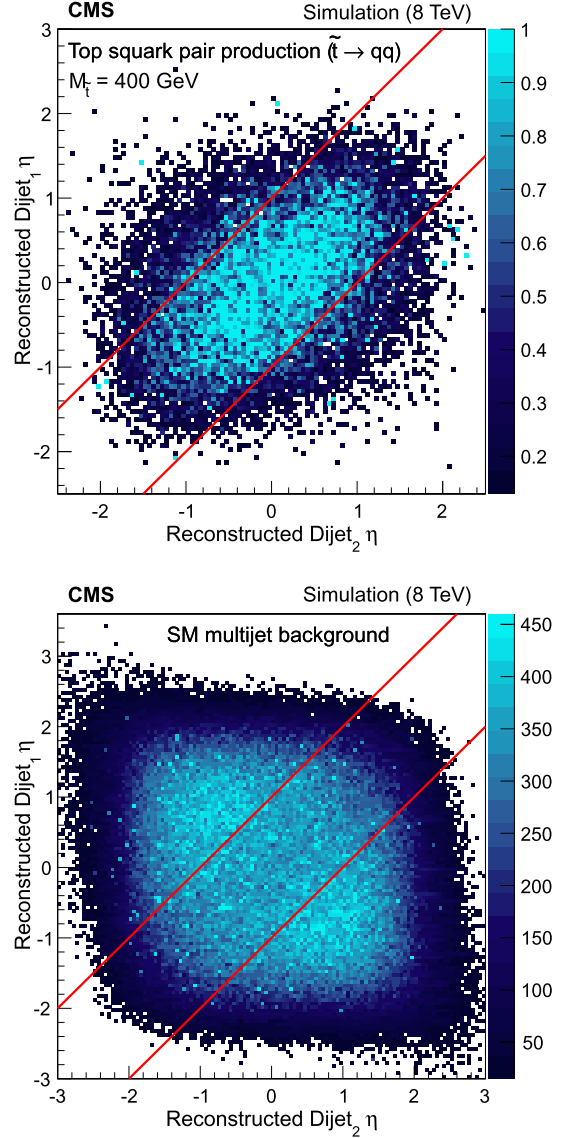 CMS Simulation (8 TeV)
Top squark pair production (t̃ → qq)
M_t̃ = 400 GeV
Reconstructed Dijet₁ η
3
2
1
0
-1
-2
-2 -1 0 1 2
Reconstructed Dijet₂ η
1
0.9
0.8
0.7
0.6
0.5
0.4
0.3
0.2
CMS Simulation (8 TeV)
SM multijet background
Reconstructed Dijet₁ η
3
2
1
0
-1
-2
-3
-3 -2 -1 0 1 2 3
Reconstructed Dijet₂ η
450
400
350
300
250
200
150
100
50